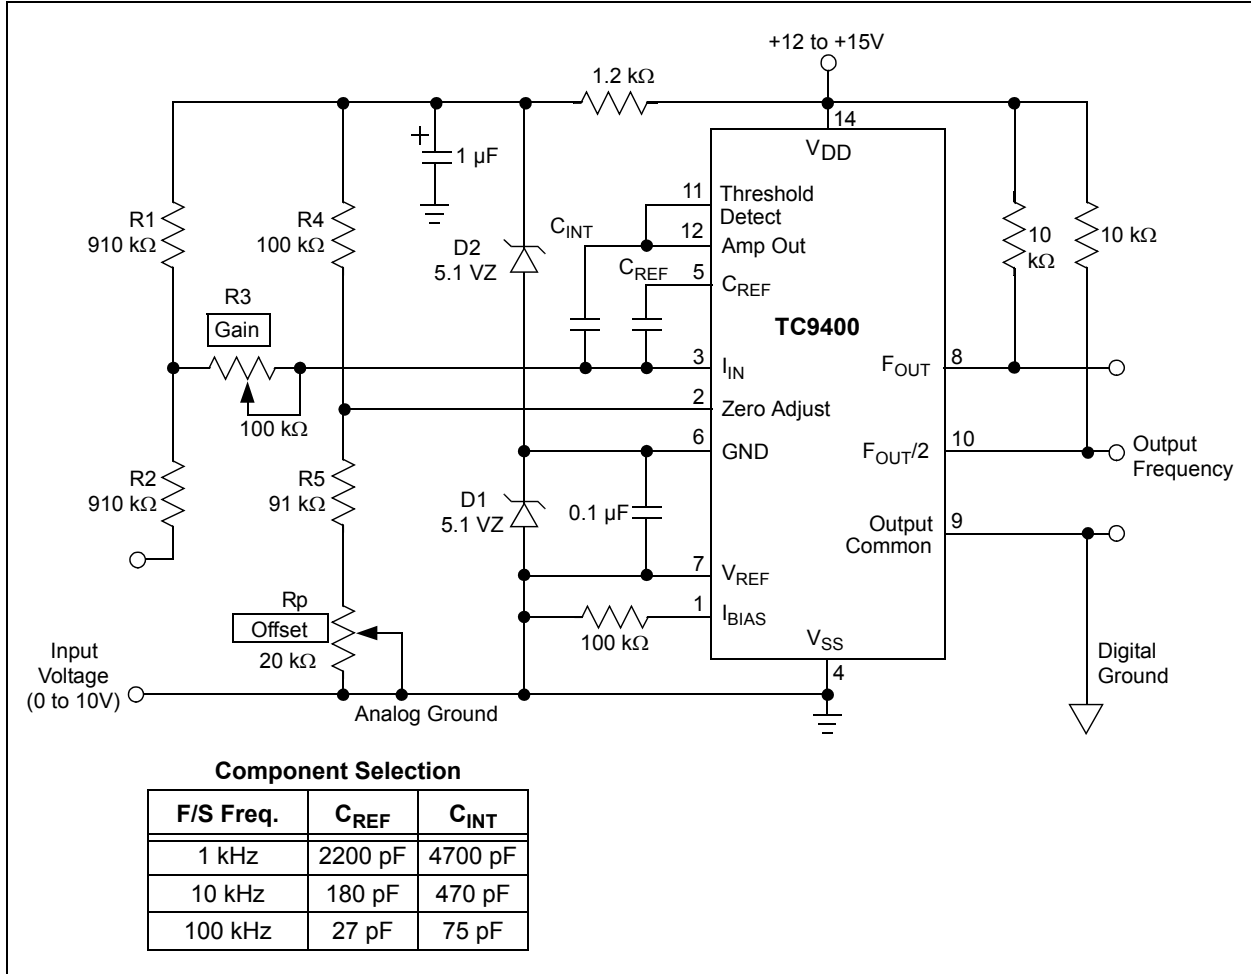 +12 to +15V
1.2 kΩ
14
VDD
+
1 µF
11
Threshold
Detect
R1
910 kΩ
R4
100 kΩ
CINT
12
Amp Out
D2
5.1 VZ
10
kΩ
10 kΩ
CREF
5
CREF
R3
Gain
TC9400
3
IIN
FOUT
8
100 kΩ
2
Zero Adjust
6
GND
FOUT/2
10
Output
Frequency
R2
910 kΩ
R5
91 kΩ
D1
5.1 VZ
0.1 µF
Output
Common
9
7
VREF
Rp
Offset
20 kΩ
1
IBIAS
100 kΩ
VSS
4
Input
Voltage
(0 to 10V)
Analog Ground
Digital
Ground
Component Selection
F/S Freq. CREF CINT
1 kHz 2200 pF 4700 pF
10 kHz 180 pF 470 pF
100 kHz 27 pF 75 pF